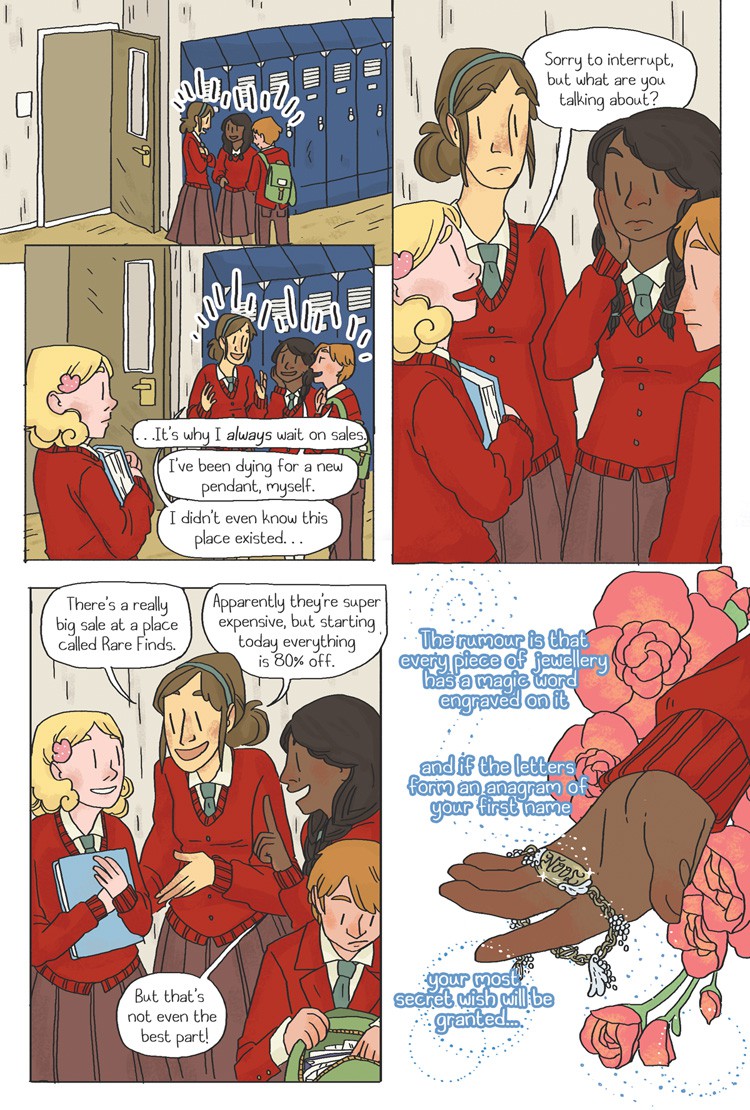 ...It's why I always wait on sales.
I've been dying for a new
pendant, myself.
I didn't even know this
place existed...
Sorry to interrupt,
but what are you
talking about?
There's a really
big sale at a place
called Rare Finds.
Apparently they're super
expensive, but starting
today everything
is 80% off.
But that's
not even the
best part!
The rumour is that
every piece of jewellery
has a magic word
engraved on it
and if the letters
form an anagram of
your first name
your most
secret wish will be
granted...